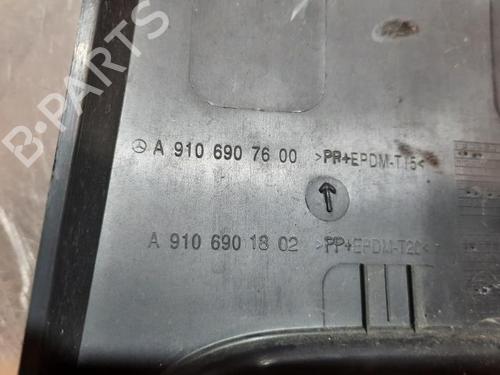 B-PARTS
A 910 690 76 00 >PP+EPDM-T15<
A 910 690 18 02 >PP+EPDM-T20<